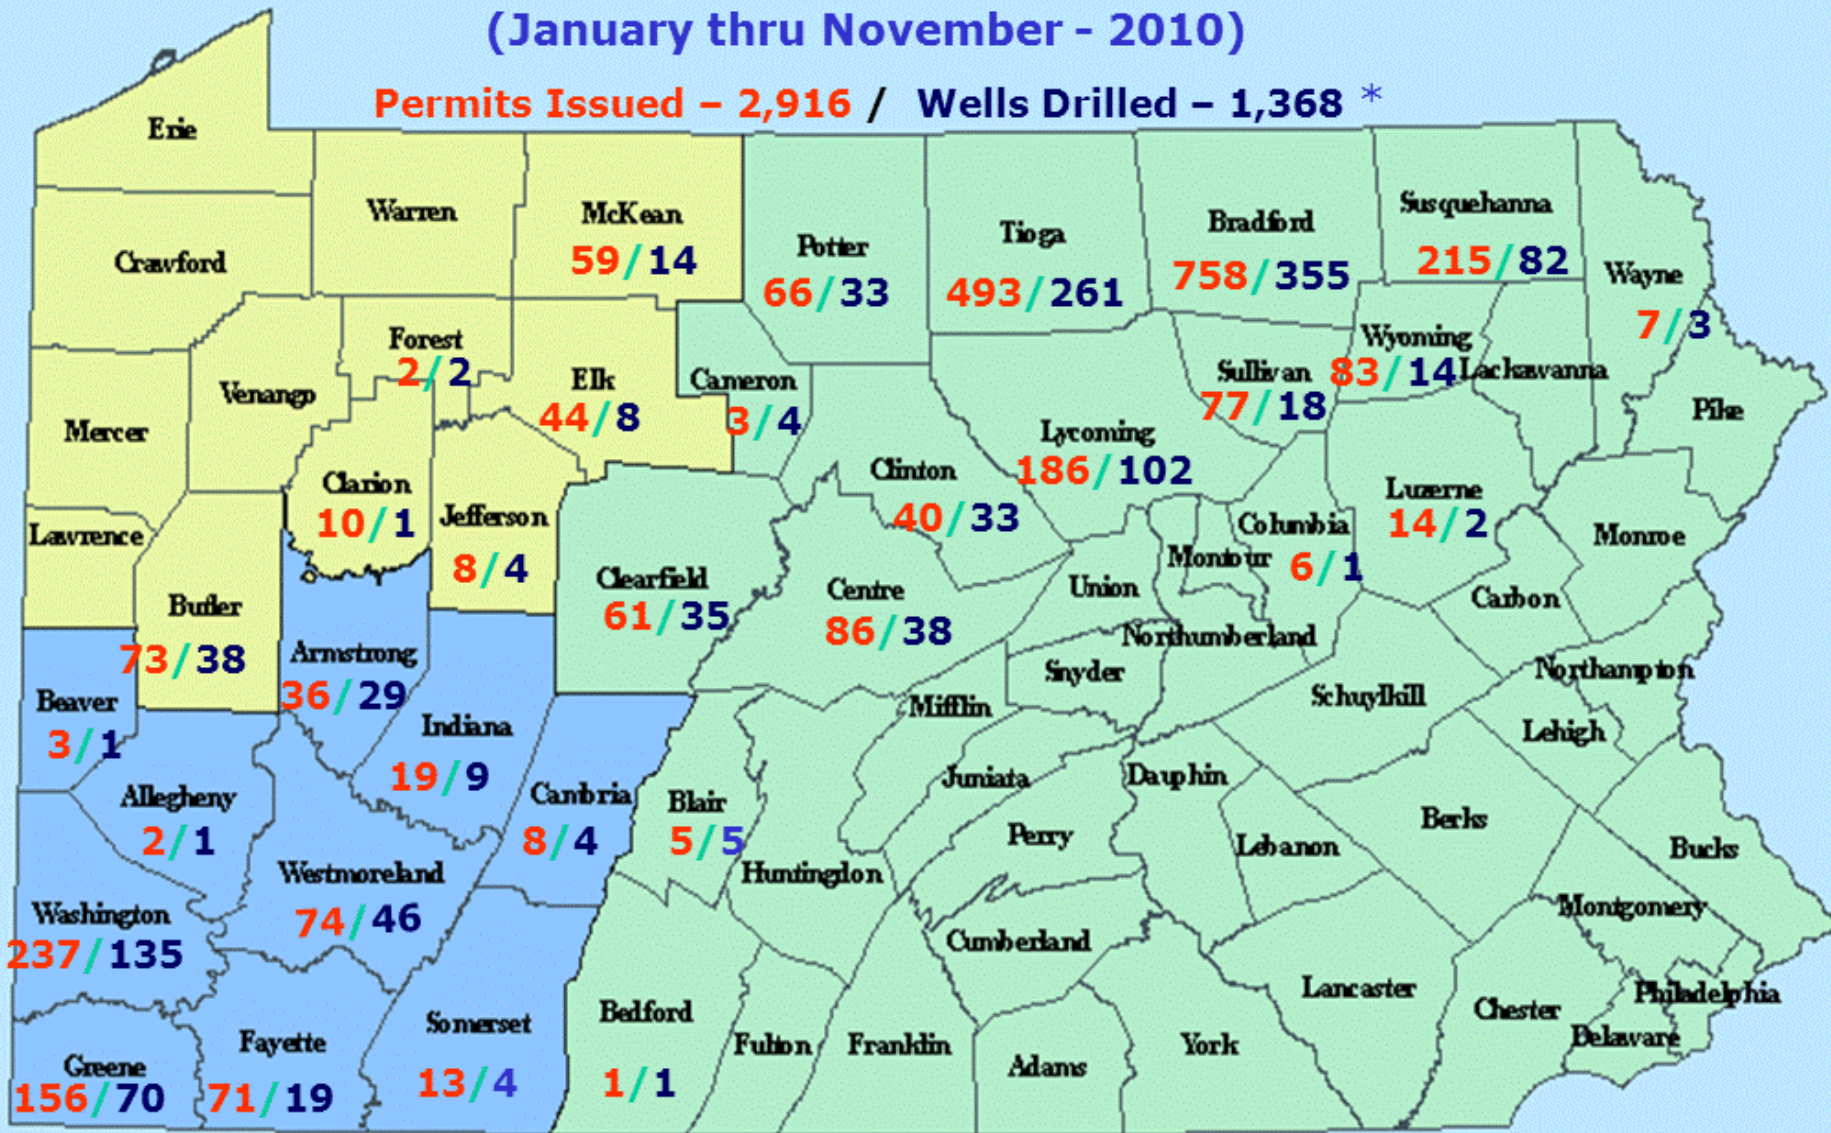 (January thru November - 2010)
Permits Issued – 2,916 / Wells Drilled – 1,368 *
Erie
Warren
McKean
59/14
Potter
66/33
Tioga
493/261
Bradford
758/355
Susquehanna
215/82
Wayne
7/3
Crawford
Forest
2/2
Venango
Elk
44/8
Cameron
3/4
Sullivan
77/18
Wyoming
83/14
Lackawanna
Pike
Mercer
Clarion
10/1
Jefferson
8/4
Clinton
40/33
Lycoming
186/102
Columbia
6/1
Luzerne
14/2
Monroe
Lawrence
Butler
73/38
Clearfield
61/35
Centre
86/38
Union
Montour
Northumberland
Snyder
Carbon
Northampton
Beaver
3/1
Armstrong
36/29
Indiana
19/9
Mifflin
Schuylkill
Lehigh
Allegheny
2/1
Cambria
8/4
Blair
5/5
Juniata
Dauphin
Perry
Huntingdon
Lebanon
Berks
Bucks
Washington
237/135
Westmoreland
74/46
Cumberland
Montgomery
Greene
156/70
Fayette
71/19
Somerset
13/4
Bedford
1/1
Fulton
Franklin
Adams
York
Lancaster
Chester
Philadelphia
Delaware